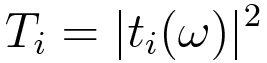 T_i = |t_i(ω)|^2